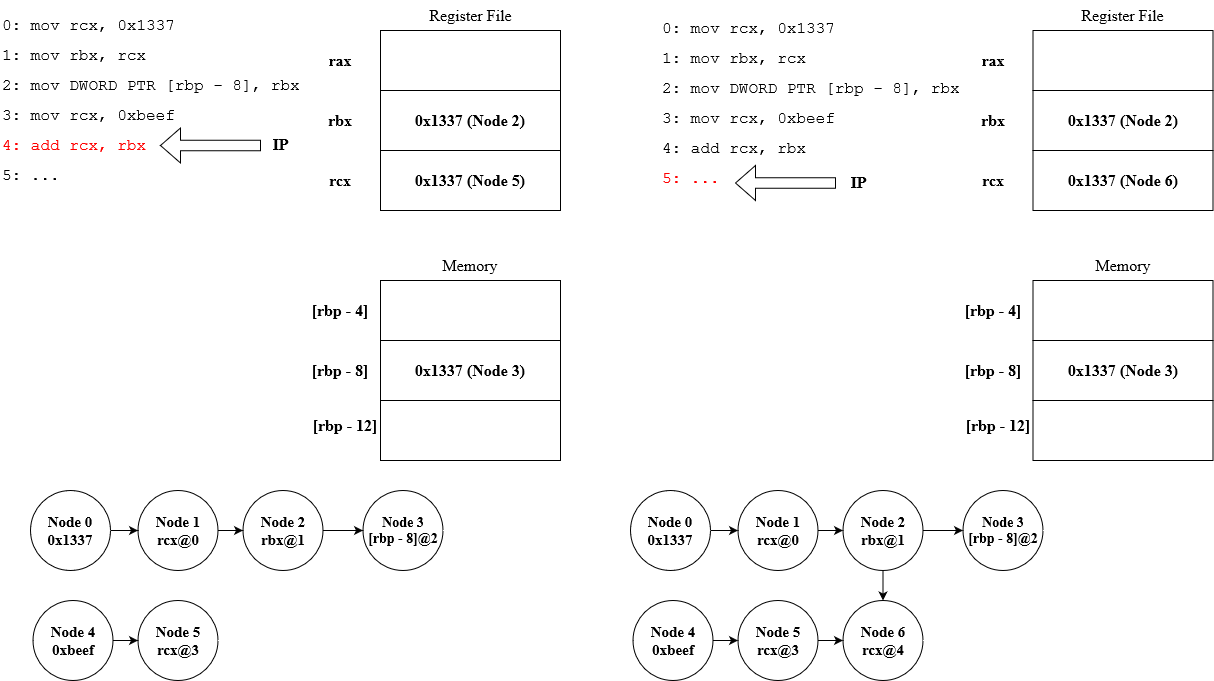 0: mov rcx, 0x1337
1: mov rbx, rcx
2: mov DWORD PTR [rbp - 8], rbx
3: mov rcx, 0xbeef
4: add rcx, rbx
IP
5: ...
Register File
rax
rbx
0x1337 (Node 2)
rcx
0x1337 (Node 5)
Memory
[rbp - 4]
[rbp - 8]
0x1337 (Node 3)
[rbp - 12]
Node 0
0x1337
Node 1
rcx@0
Node 2
rbx@1
Node 3
[rbp - 8]@2
Node 4
0xbeef
Node 5
rcx@3
0: mov rcx, 0x1337
1: mov rbx, rcx
2: mov DWORD PTR [rbp - 8], rbx
3: mov rcx, 0xbeef
4: add rcx, rbx
5: ...
IP
Register File
rax
rbx
0x1337 (Node 2)
rcx
0x1337 (Node 6)
Memory
[rbp - 4]
[rbp - 8]
0x1337 (Node 3)
[rbp - 12]
Node 0
0x1337
Node 1
rcx@0
Node 2
rbx@1
Node 3
[rbp - 8]@2
Node 4
0xbeef
Node 5
rcx@3
Node 6
rcx@4